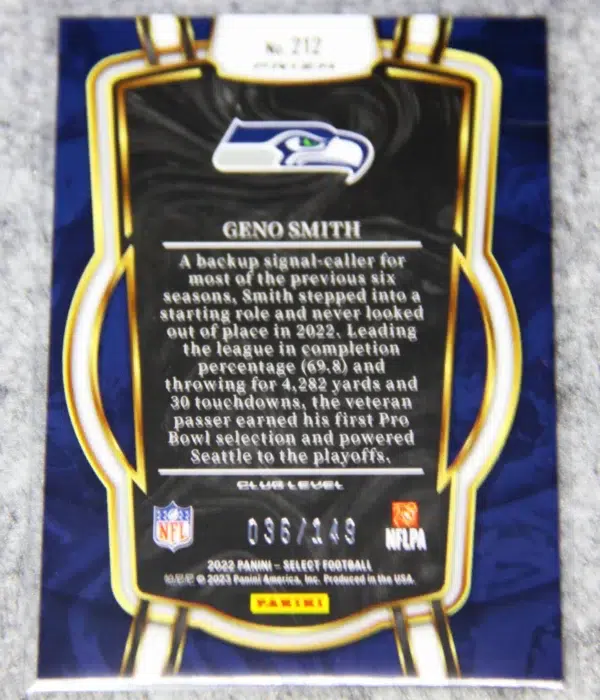 No. 212
PRIZM
GENO SMITH
A backup signal-caller for
most of the previous six
seasons, Smith stepped into a
starting role and never looked
out of place in 2022. Leading
the league in completion
percentage (69.8) and
throwing for 4,282 yards and
30 touchdowns, the veteran
passer earned his first Pro
Bowl selection and powered
Seattle to the playoffs.
CLUB LEVEL
NFL
036/149
NFLPA
2022 PANINI – SELECT FOOTBALL
© 2023 Panini America, Inc. Produced in the USA.
PANINI